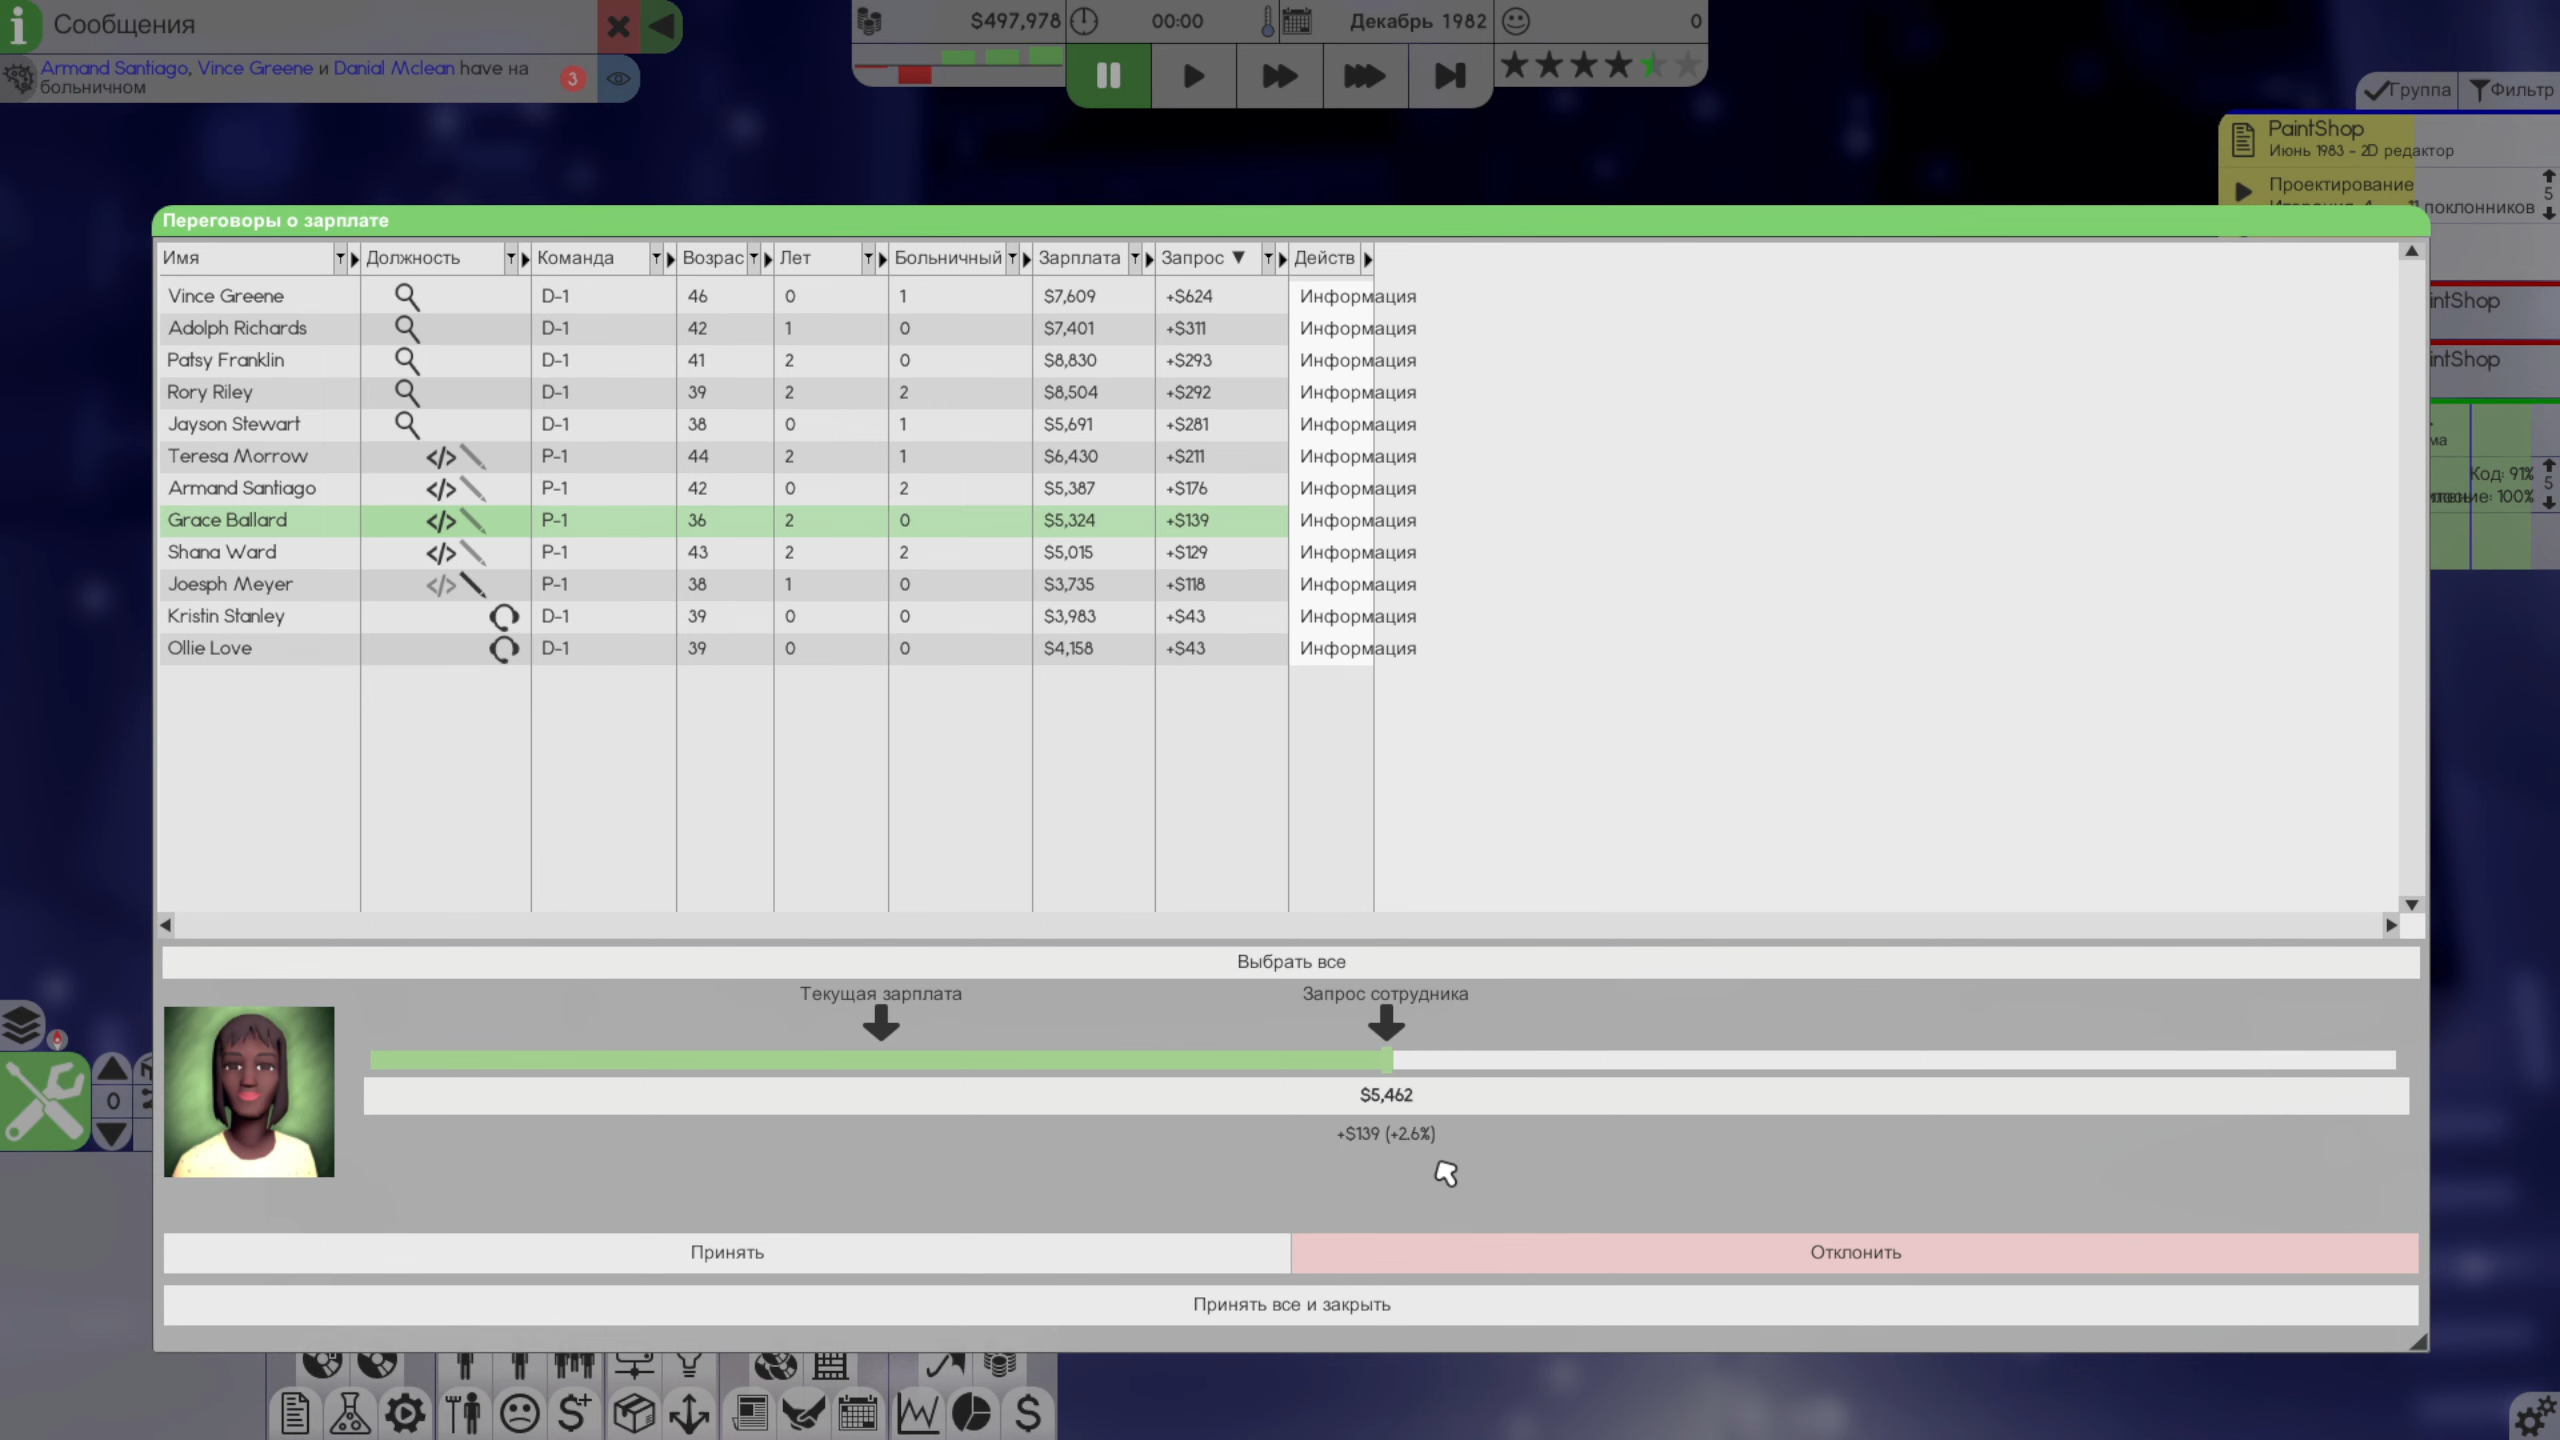 Сообщения
Armand Santiago, Vince Greene и Danial Mclean have на больничном
3
$497,978
00:00
Декабрь 1982
0
Группа
Фильтр
PaintShop
Июнь 1983 - 2D редактор
Проектирование
5
поклонников
Переговоры о зарплате
Имя Должность Команда Возрас Лет Больничный Зарплата Запрос ▼ Действ
Vince Greene D-1 46 0 1 $7,609 +$624 Информация
Adolph Richards D-1 42 1 0 $7,401 +$311 Информация
Patsy Franklin D-1 41 2 0 $8,830 +$293 Информация
Rory Riley D-1 39 2 2 $8,504 +$292 Информация
Jayson Stewart D-1 38 0 1 $5,691 +$281 Информация
Teresa Morrow P-1 44 2 1 $6,430 +$211 Информация
Armand Santiago P-1 42 0 2 $5,387 +$176 Информация
Grace Ballard P-1 36 2 0 $5,324 +$139 Информация
Shana Ward P-1 43 2 2 $5,015 +$129 Информация
Joesph Meyer P-1 38 1 0 $3,735 +$118 Информация
Kristin Stanley D-1 39 0 0 $3,983 +$43 Информация
Ollie Love D-1 39 0 0 $4,158 +$43 Информация
intShop
intShop
ма
Код: 91%
5
ние: 100%
Выбрать все
Текущая зарплата
Запрос сотрудника
$5,462
+$139 (+2.6%)
0
Принять
Отклонить
Принять все и закрыть